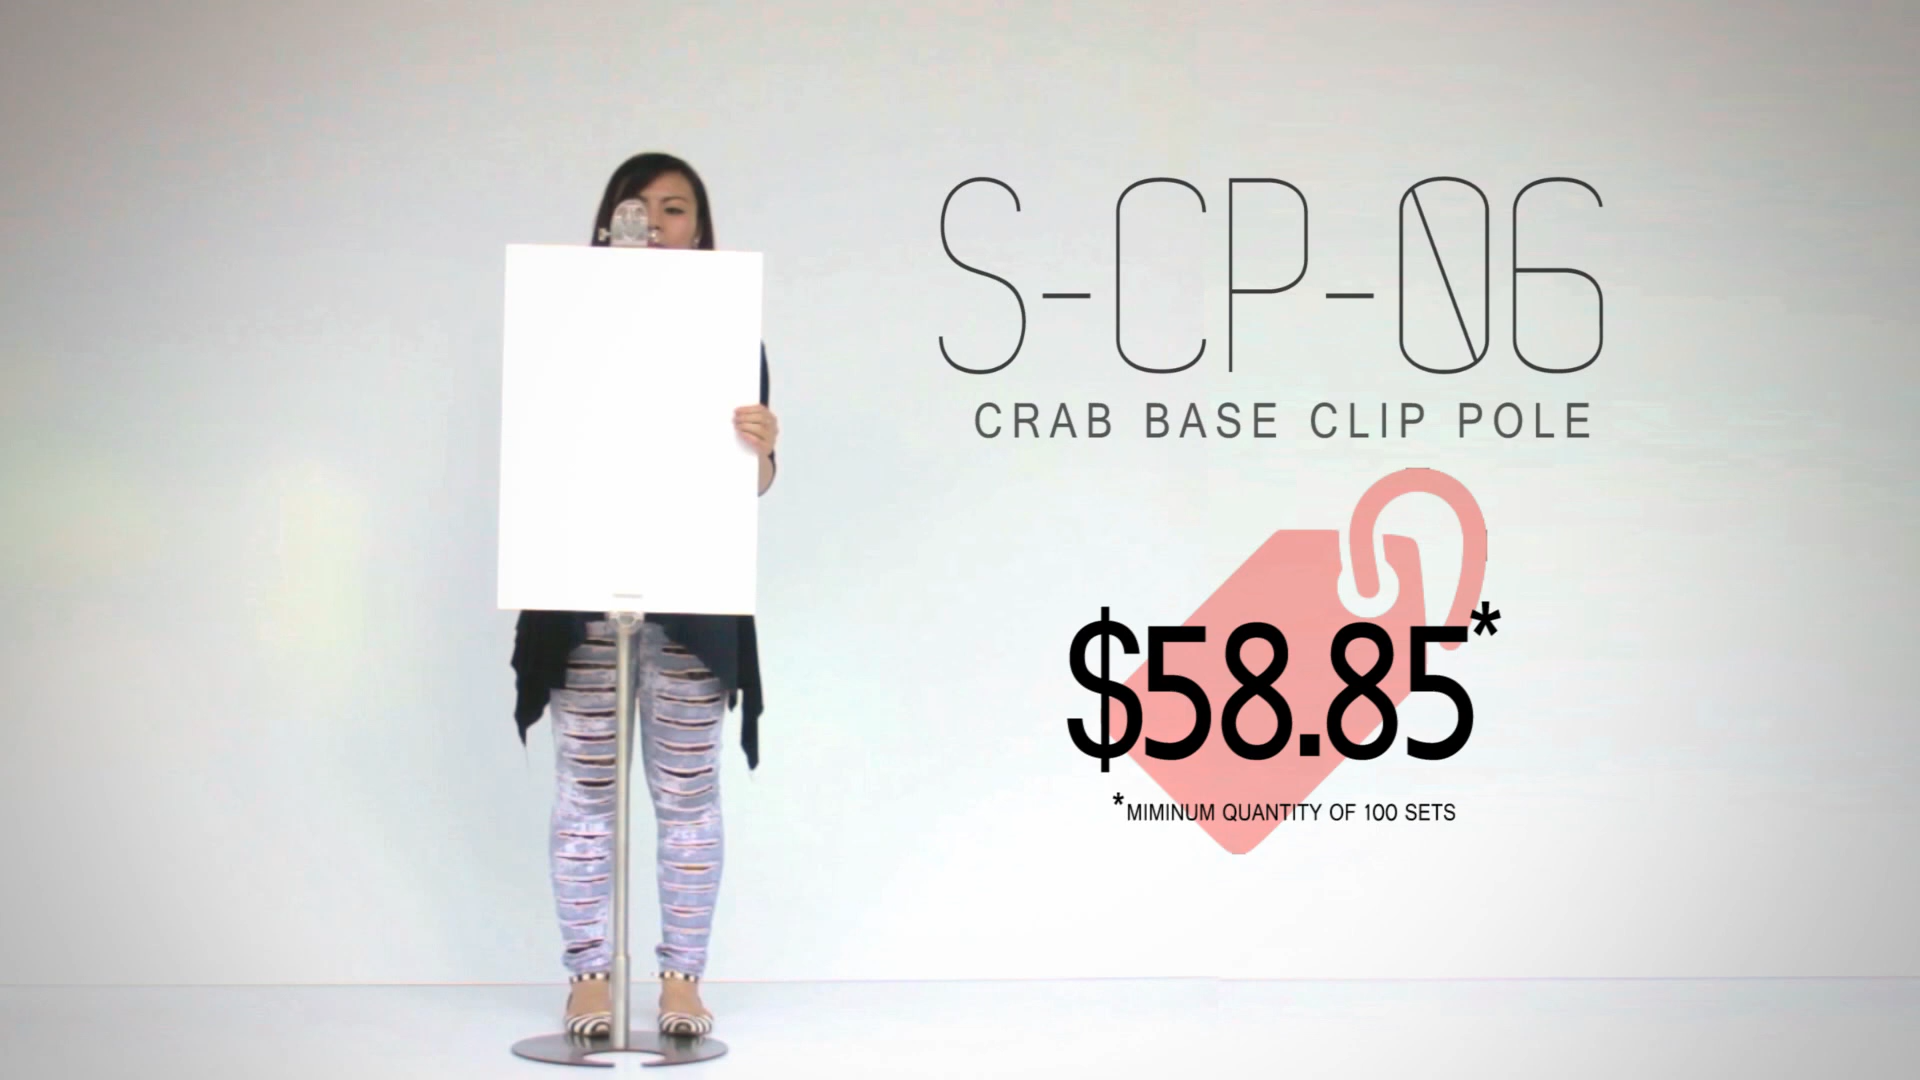 S-CP-06
CRAB BASE CLIP POLE
$58.85*
*MIMINUM QUANTITY OF 100 SETS